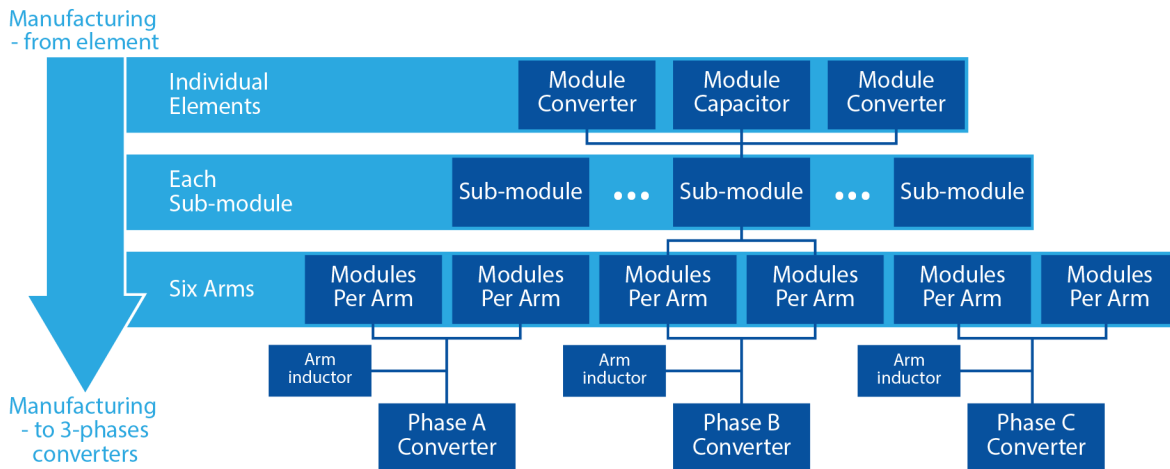 Manufacturing
- from element
Individual
Elements
Module
Converter
Module
Capacitor
Module
Converter
Each
Sub-module
Sub-module
...
Sub-module
...
Sub-module
Six Arms
Modules
Per Arm
Modules
Per Arm
Modules
Per Arm
Modules
Per Arm
Modules
Per Arm
Modules
Per Arm
Arm
inductor
Arm
inductor
Arm
inductor
Phase A
Converter
Phase B
Converter
Phase C
Converter
Manufacturing
- to 3-phases
converters